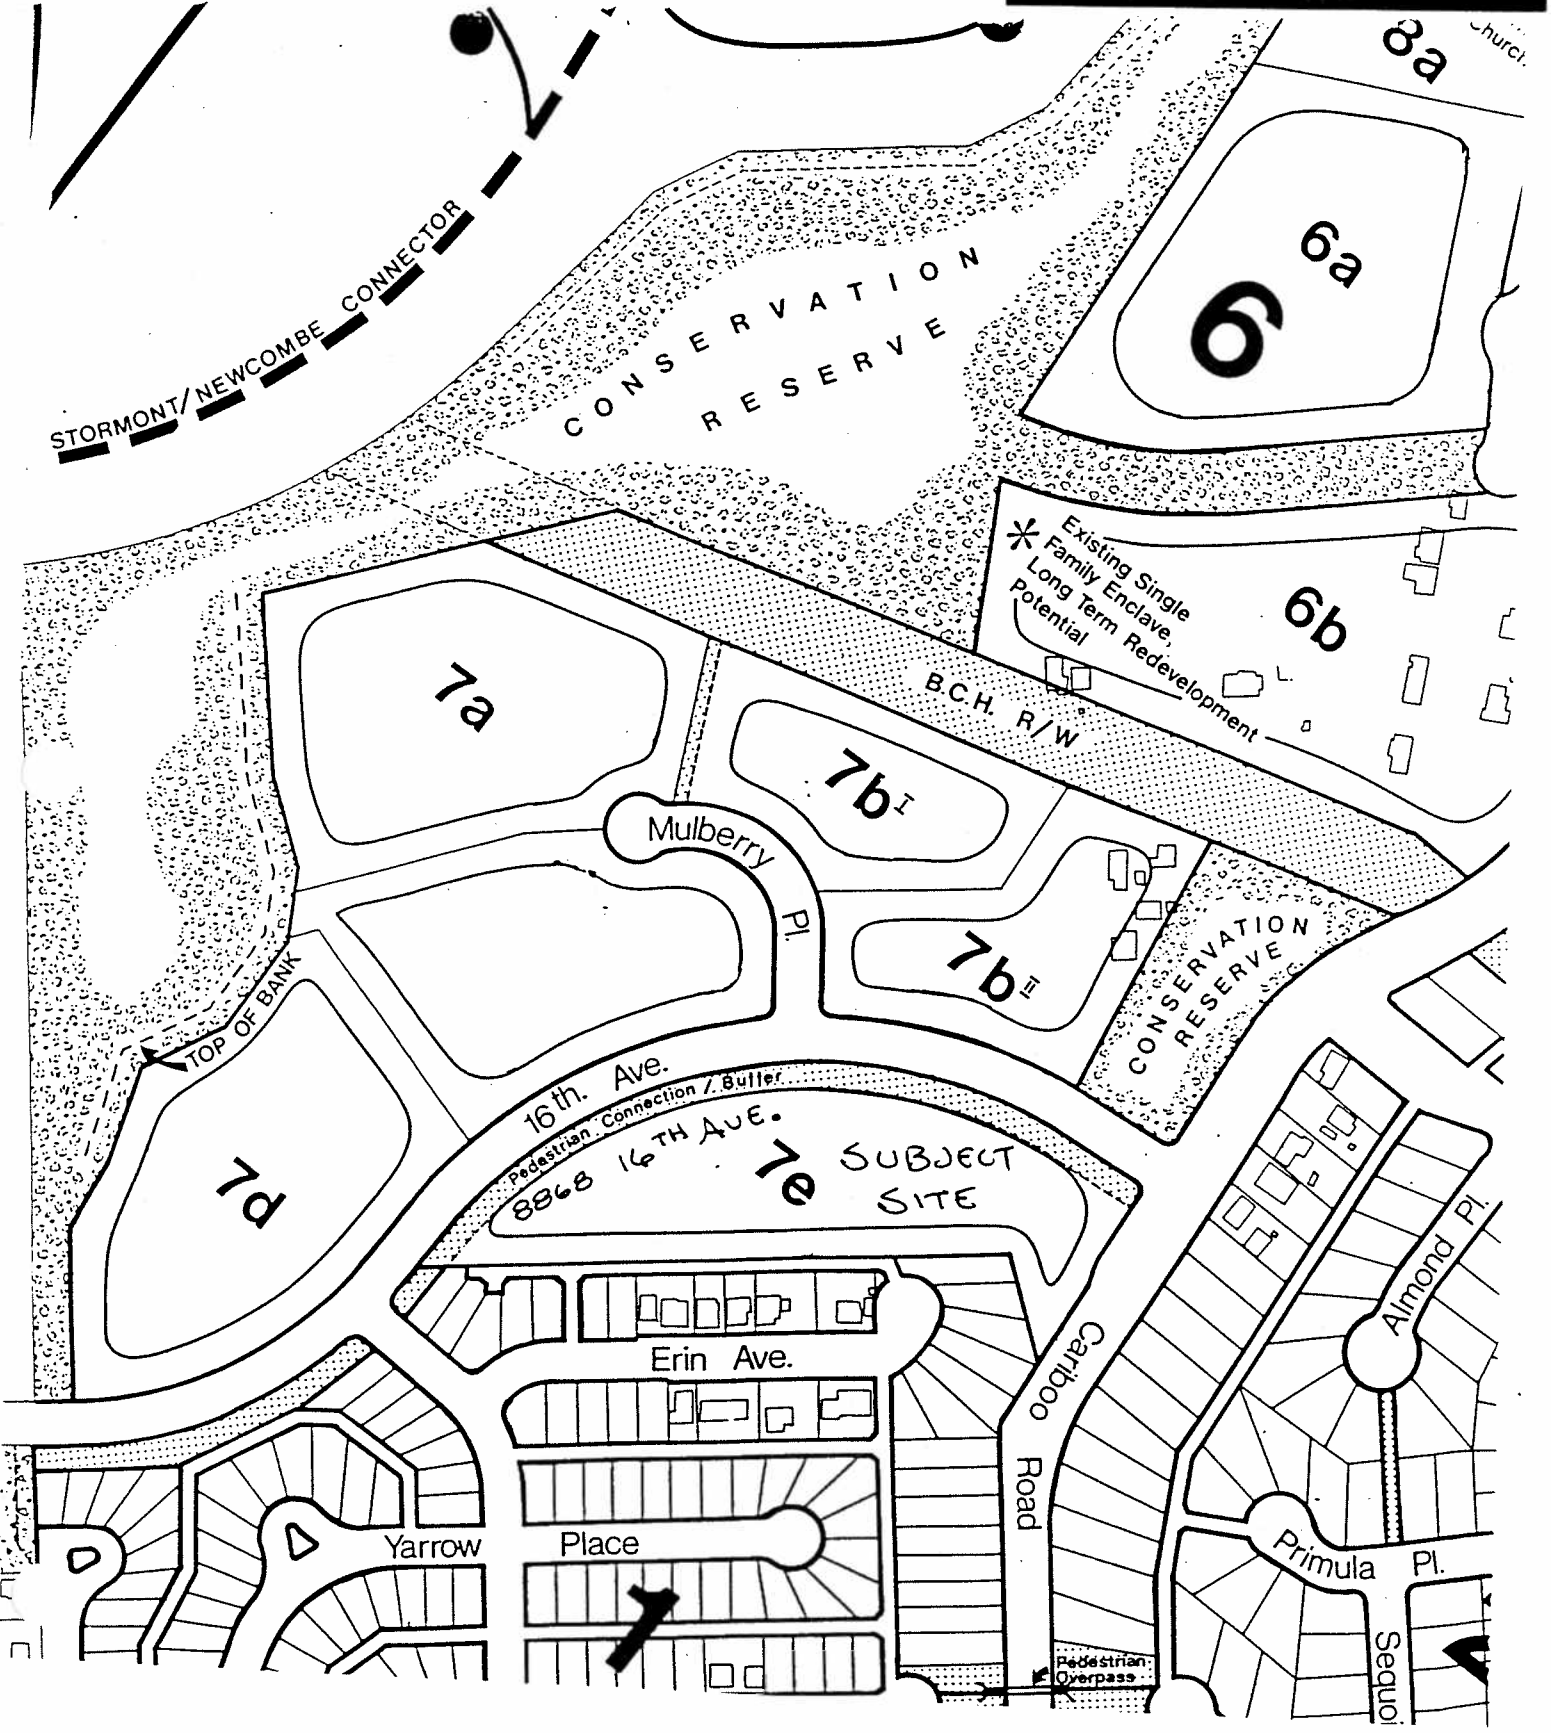 8a
Church
6a
6
STORMONT/NEWCOMBE CONNECTOR
CONSERVATION
RESERVE
* Existing Single
Family Enclave,
Long Term Redevelopment
Potential
6b
B.C.H. R/W
7a
7b I
Mulberry
Pl.
7b II
CONSERVATION
RESERVE
TOP OF BANK
16th. Ave.
Pedestrian Connection / Buffer
8868 16TH AVE.
7e
SUBJECT
SITE
7d
Almond Pl.
Erin Ave.
Cariboo
Road
Yarrow Place
Primula Pl.
1
Pedestrian
Overpass
Sequoi